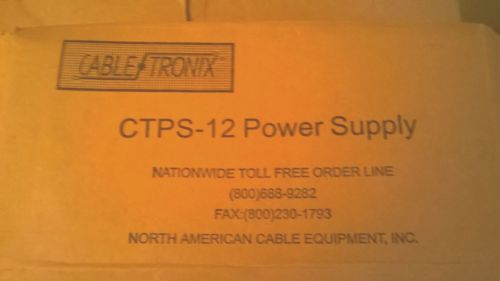 CABLE TRONIX
CTPS-12 Power Supply
NATIONWIDE TOLL FREE ORDER LINE
(800)688-9282
FAX:(800)230-1793
NORTH AMERICAN CABLE EQUIPMENT, INC.